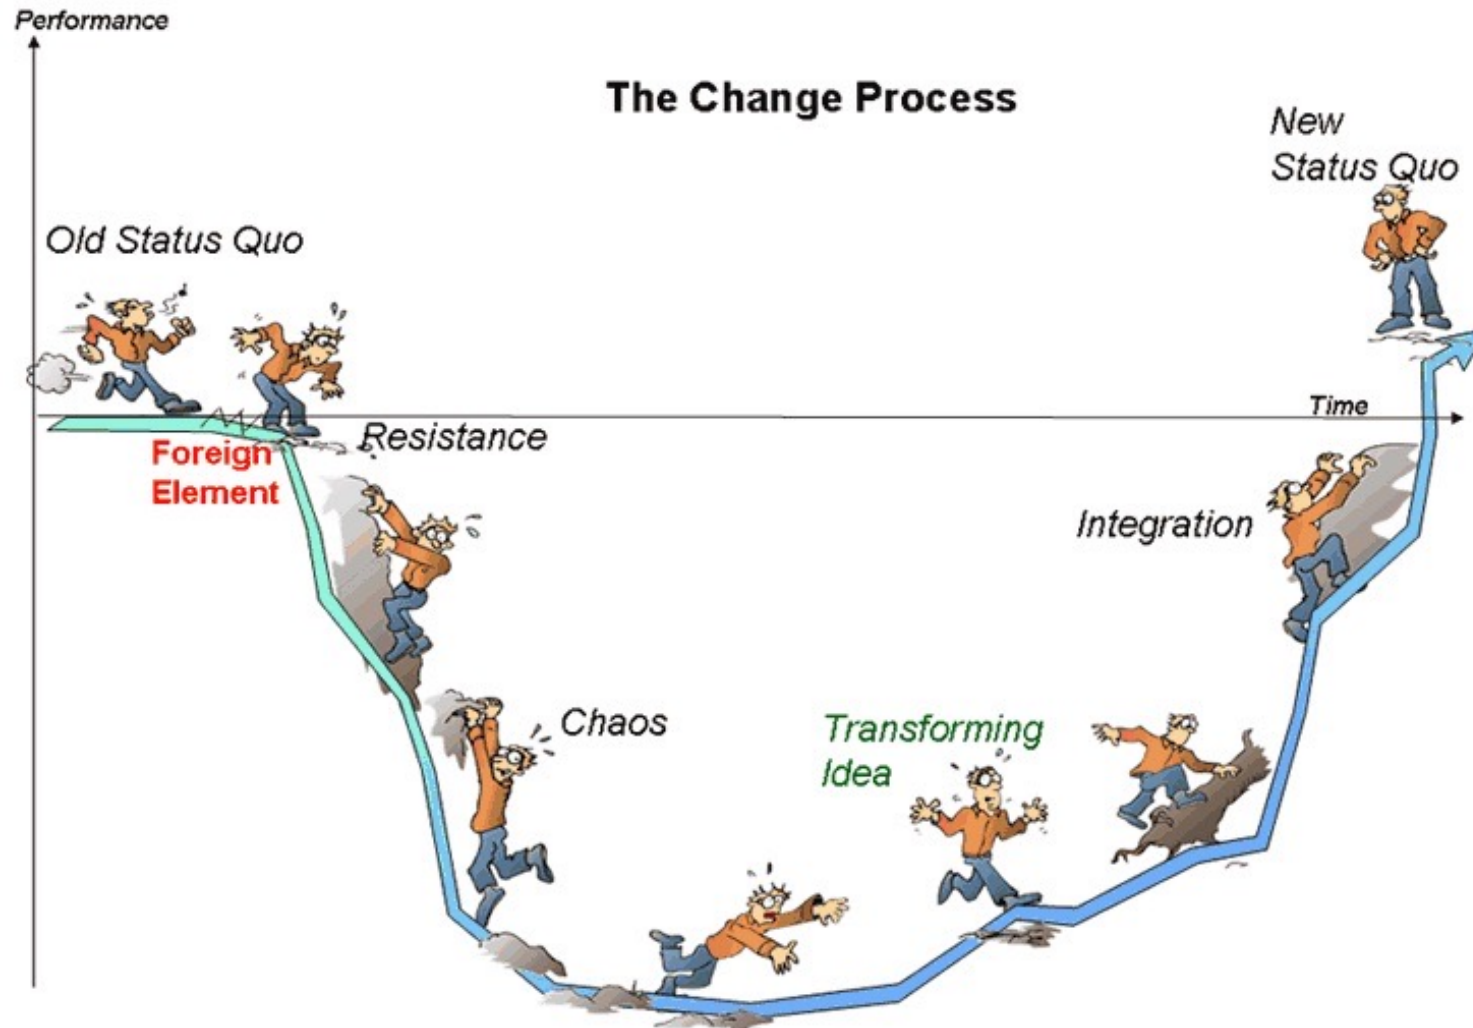 Performance
The Change Process
New
Status Quo
Old Status Quo
Time
Resistance
Foreign
Element
Integration
Chaos
Transforming
Idea